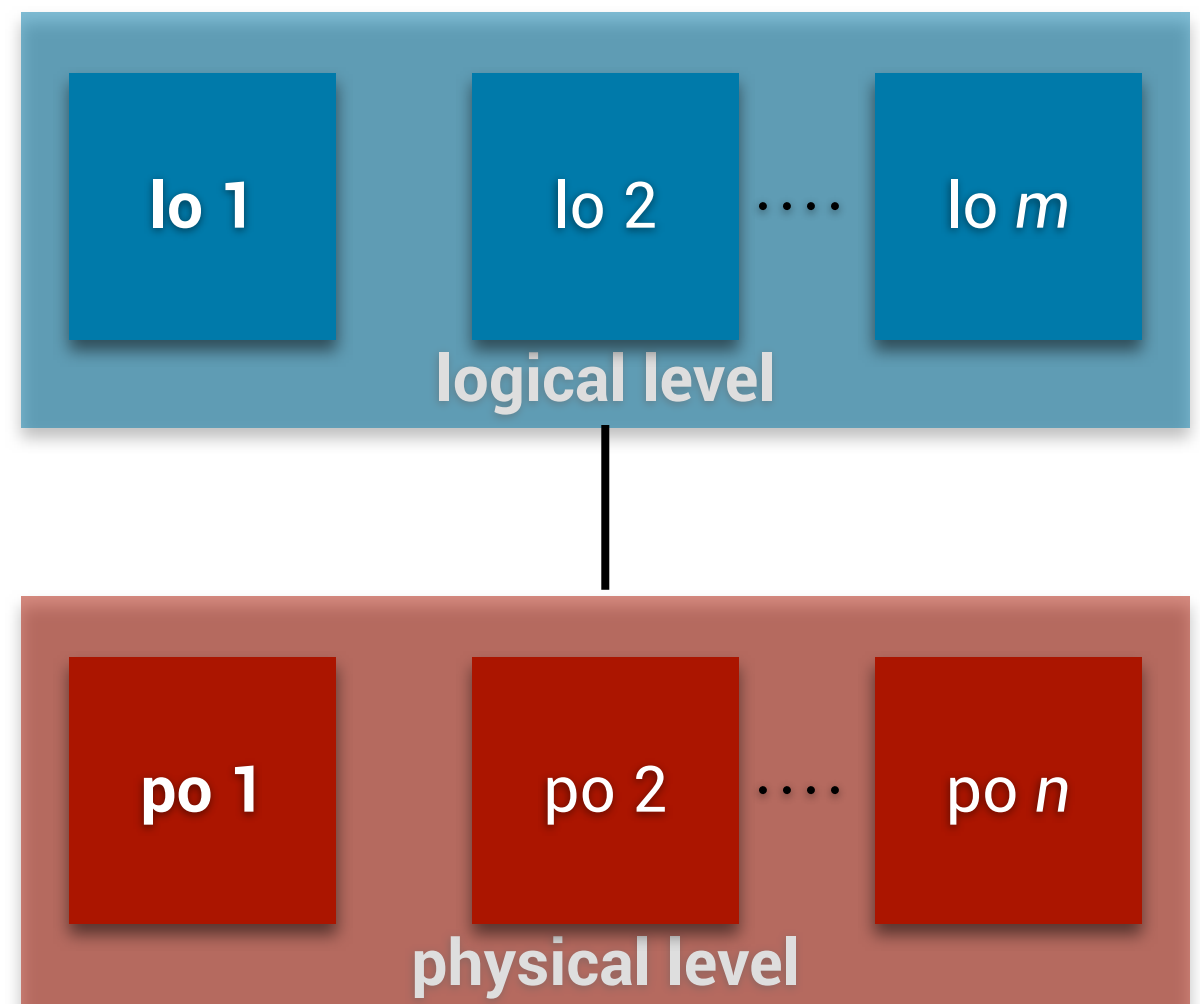 lo 1
lo 2 .... lo m
logical level
po 1
po 2 .... po n
physical level